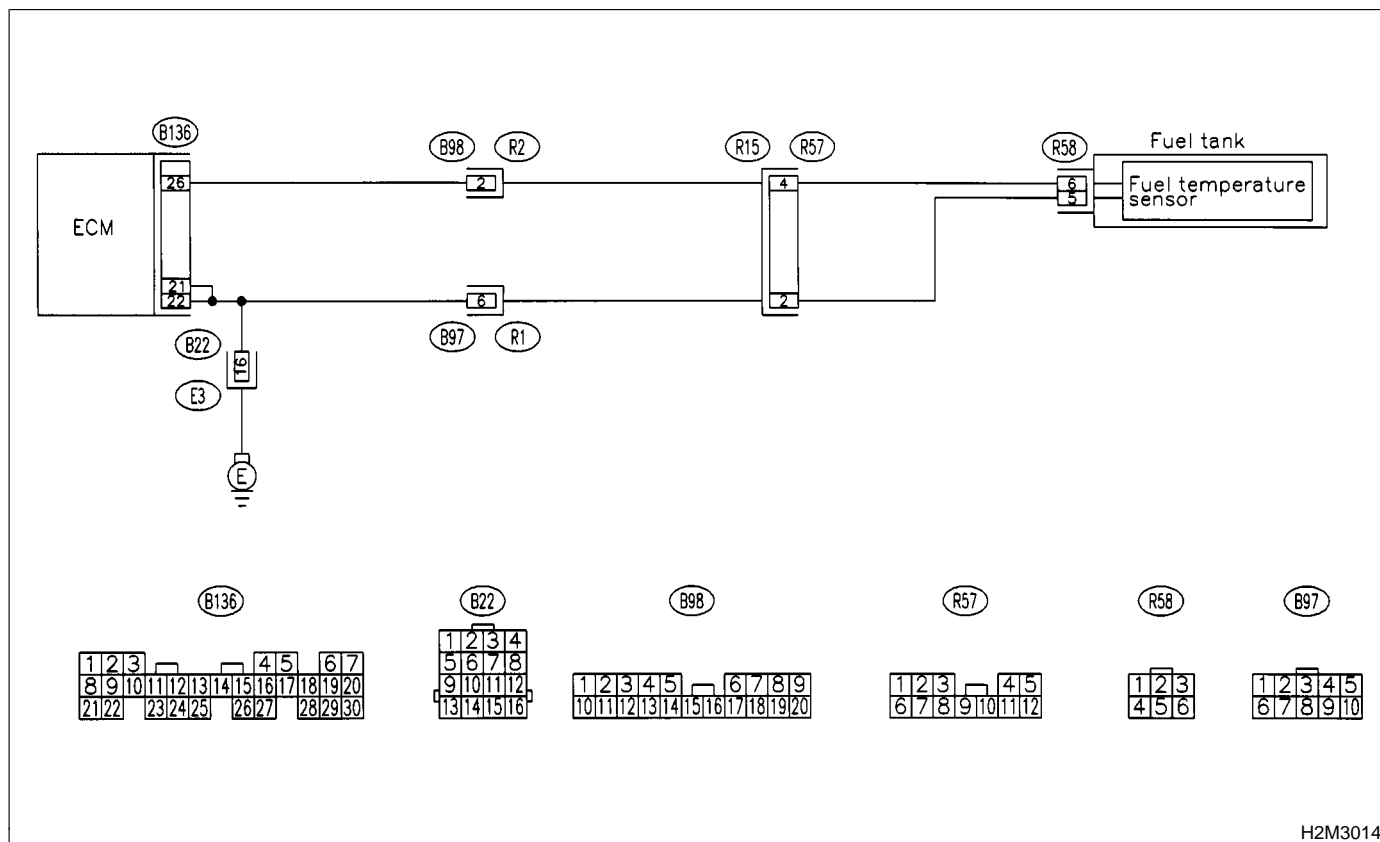 B136
B98 R2
R15 R57
R58
Fuel tank
26
2
4
6
5
Fuel temperature
sensor
ECM
21
22
6
2
B97 R1
B22
16
E3
E
B136
B22
B98
R57
R58
B97
1 2 3 4 5 6 7
8 9 10 11 12 13 14 15 16 17 18 19 20
21 22 23 24 25 26 27 28 29 30
1 2 3 4
5 6 7 8
9 10 11 12
13 14 15 16
1 2 3 4 5 6 7 8 9
10 11 12 13 14 15 16 17 18 19 20
1 2 3 4 5
6 7 8 9 10 11 12
1 2 3
4 5 6
1 2 3 4 5
6 7 8 9 10
H2M3014